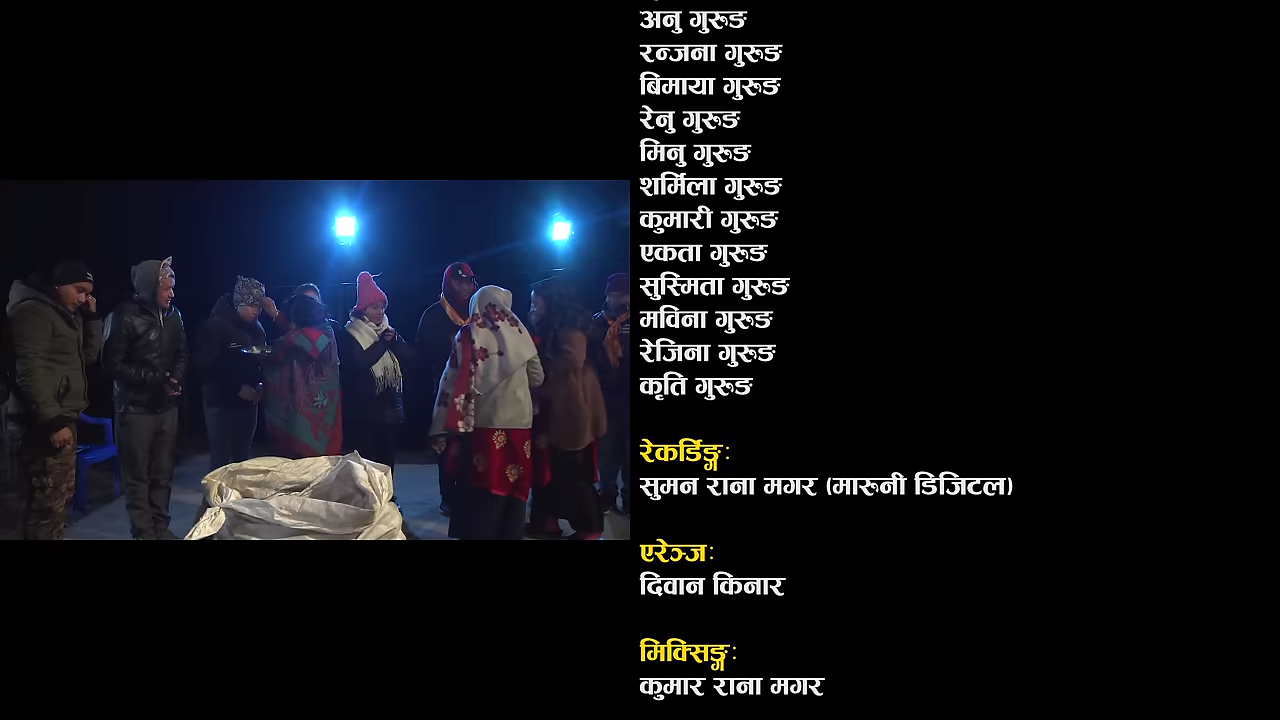 अनु गुरुङ
रन्जना गुरुङ
बिमाया गुरुङ
रेनु गुरुङ
मिनु गुरुङ
शर्मिला गुरुङ
कुमारी गुरुङ
एकता गुरुङ
सुस्मिता गुरुङ
मविना गुरुङ
रेजिना गुरुङ
कृति गुरुङ
रेकर्डिङ्ग:
सुमन राना मगर (मारुनी डिजिटल)
एरेञ्ज:
दिवान किनार
मिक्सिङ्ग:
कुमार राना मगर